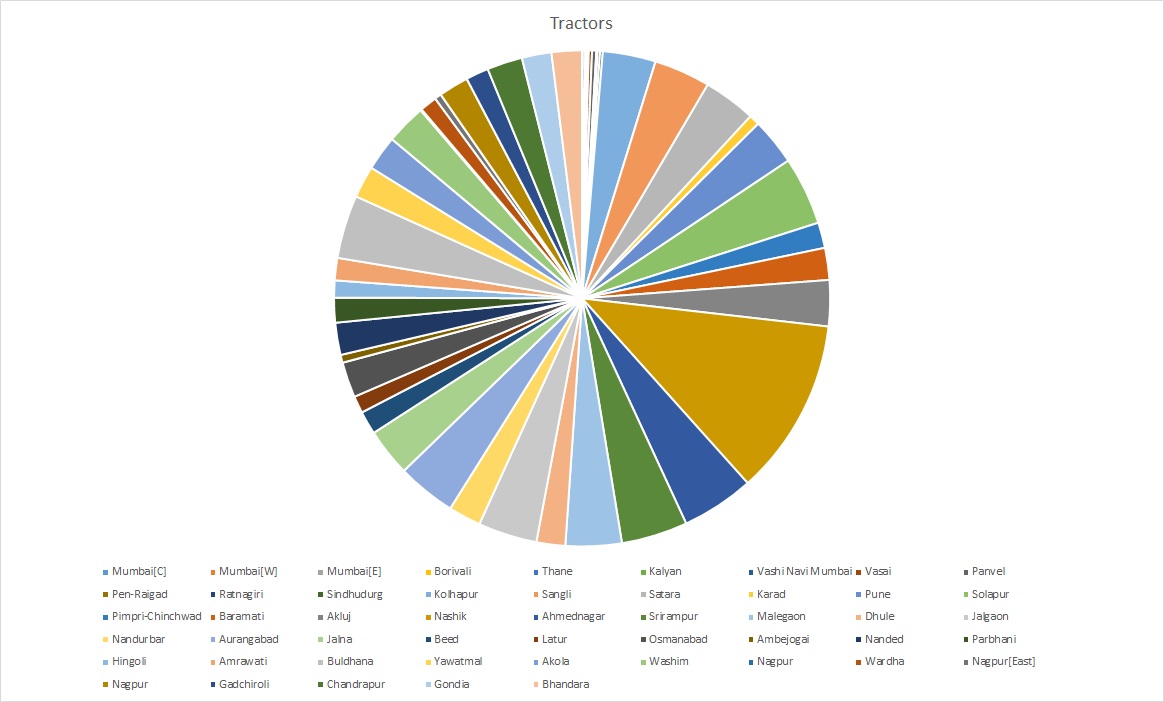 Tractors
Mumbai[C] Mumbai[W] Mumbai[E] Borivali Thane Kalyan Vashi Navi Mumbai Vasai Panvel
Pen-Raigad Ratnagiri Sindhudurg Kolhapur Sangli Satara Karad Pune Solapur
Pimpri-Chinchwad Baramati Akluj Nashik Ahmednagar Srirampur Malegaon Dhule Jalgaon
Nandurbar Aurangabad Jalna Beed Latur Osmanabad Ambejogai Nanded Parbhani
Hingoli Amrawati Buldhana Yawatmal Akola Washim Nagpur Wardha Nagpur[East]
Nagpur Gadchiroli Chandrapur Gondia Bhandara